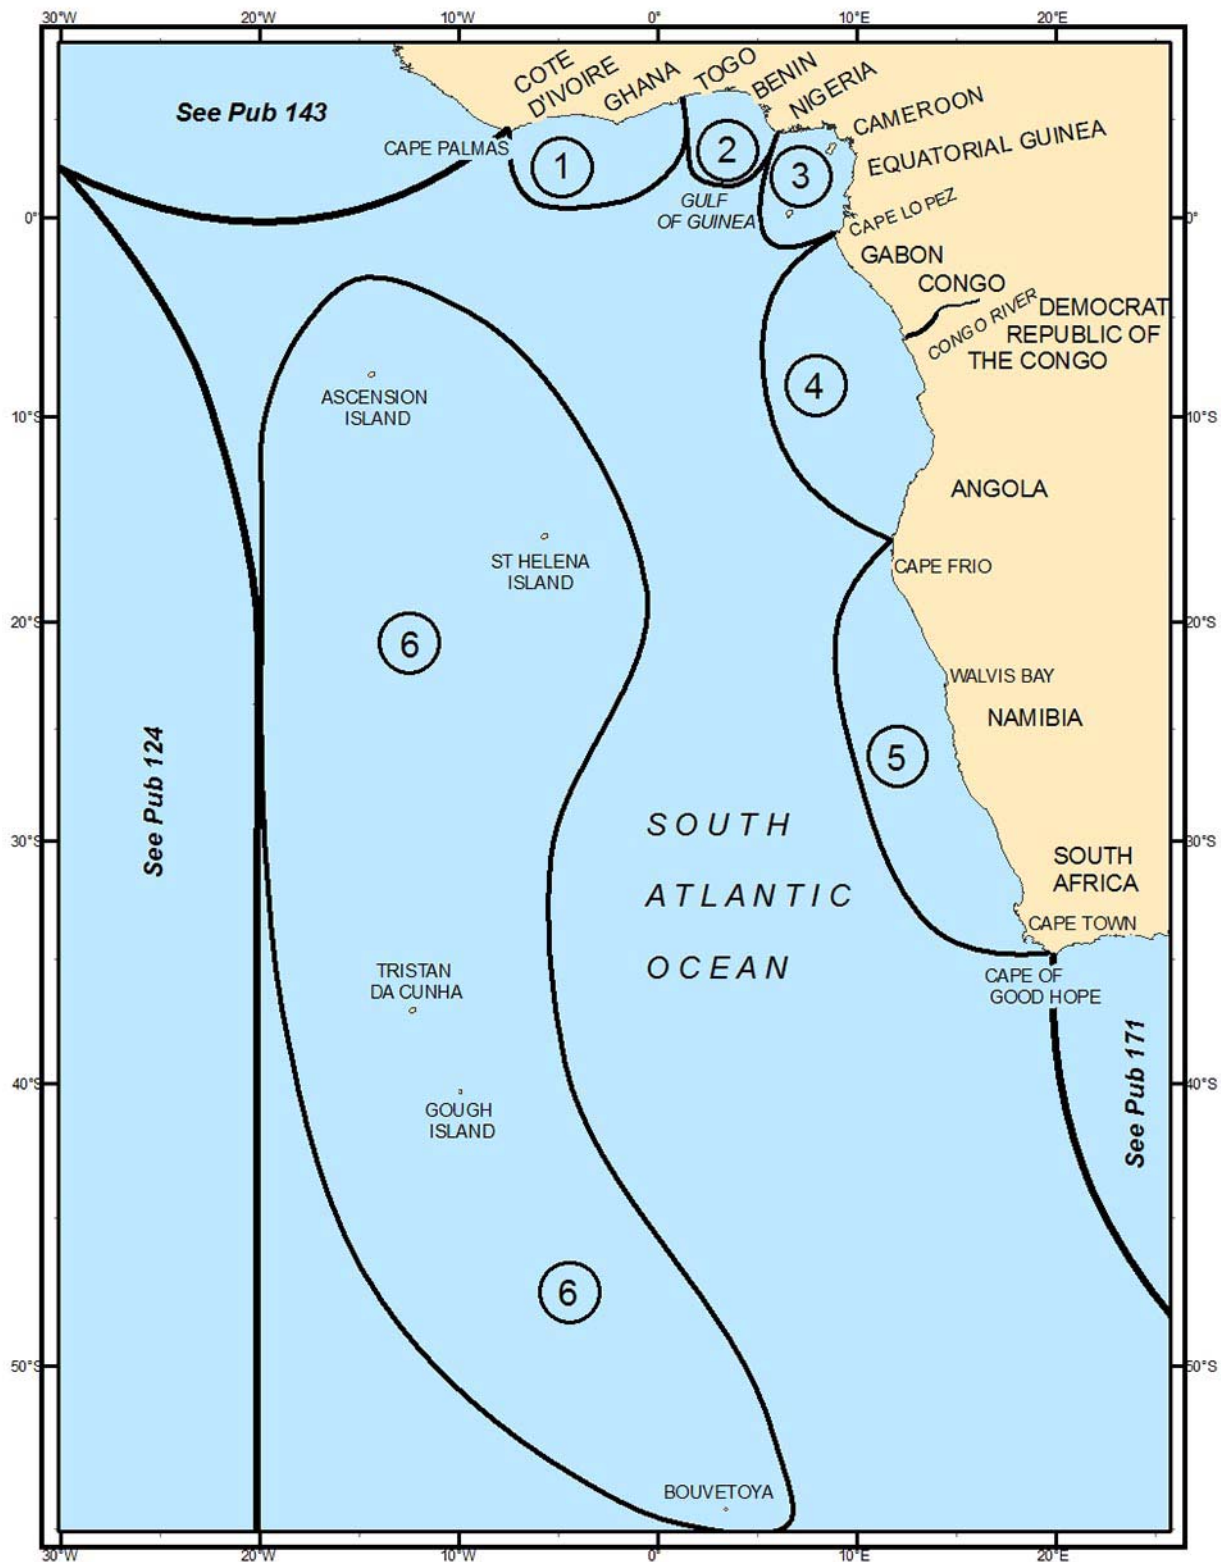 30°W
20°W
10°W
0°
10°E
20°E
COTE
D'IVOIRE
GHANA
TOGO
BENIN
NIGERIA
See Pub 143
CAMEROON
CAPE PALMAS
EQUATORIAL GUINEA
1
2
3
GULF
OF GUINEA
CAPE LOPEZ
0°
0°
GABON
CONGO
CONGO RIVER
DEMOCRAT
REPUBLIC OF
THE CONGO
4
ASCENSION
ISLAND
10°S
10°S
ANGOLA
ST HELENA
ISLAND
CAPE FRIO
20°S
20°S
6
WALVIS BAY
NAMIBIA
5
See Pub 124
SOUTH
ATLANTIC
OCEAN
30°S
30°S
SOUTH
AFRICA
CAPE TOWN
TRISTAN
DA CUNHA
CAPE OF
GOOD HOPE
See Pub 171
40°S
40°S
GOUGH
ISLAND
6
50°S
50°S
BOUVETOYA
30°W
20°W
10°W
0°
10°E
20°E